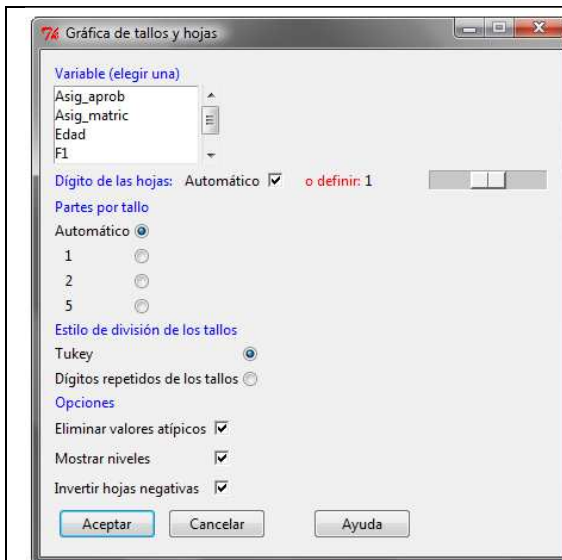 Gráfica de tallos y hojas
Variable (elegir una)
Asig_aprob
Asig_matric
Edad
F1
Dígito de las hojas: Automático o definir: 1
Partes por tallo
Automático
1
2
5
Estilo de división de los tallos
Tukey
Dígitos repetidos de los tallos
Opciones
Eliminar valores atípicos
Mostrar niveles
Invertir hojas negativas
Aceptar Cancelar Ayuda